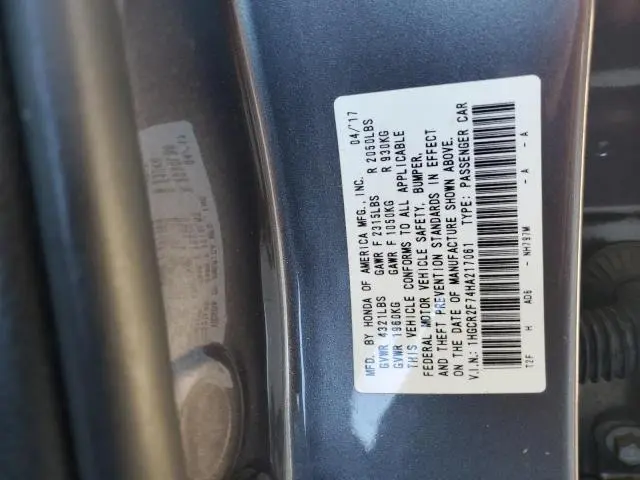 MFD. BY HONDA OF AMERICA MFG., INC. 04/17
GVWR 4321LBS GAWR F 2315LBS R 2050LBS
GVWR 1960KG GAWR F 1050KG R 930KG
THIS VEHICLE CONFORMS TO ALL APPLICABLE
FEDERAL MOTOR VEHICLE SAFETY, BUMPER,
AND THEFT PREVENTION STANDARDS IN EFFECT
ON THE DATE OF MANUFACTURE SHOWN ABOVE.
V.I.N.: 1HGCR2F74HA217061 TYPE: PASSENGER CAR
T2F H AD6 - NH797M - A - A